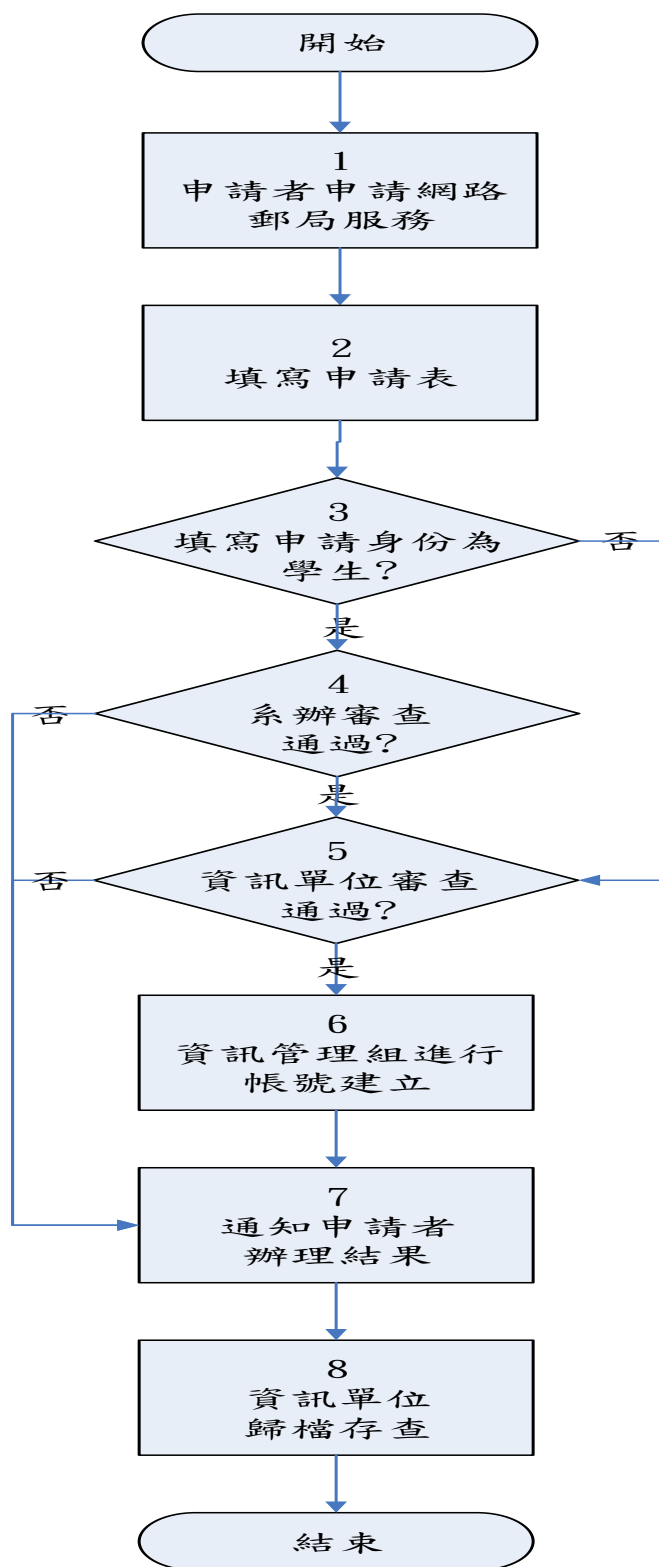 開始
1
申請者申請網路
郵局服務
2
填寫申請表
3
填寫申請身份為
學生?
否
是
4
系辦審查
通過?
否
是
5
資訊單位審查
通過?
否
是
6
資訊管理組進行
帳號建立
7
通知申請者
辦理結果
8
資訊單位
歸檔存查
結束